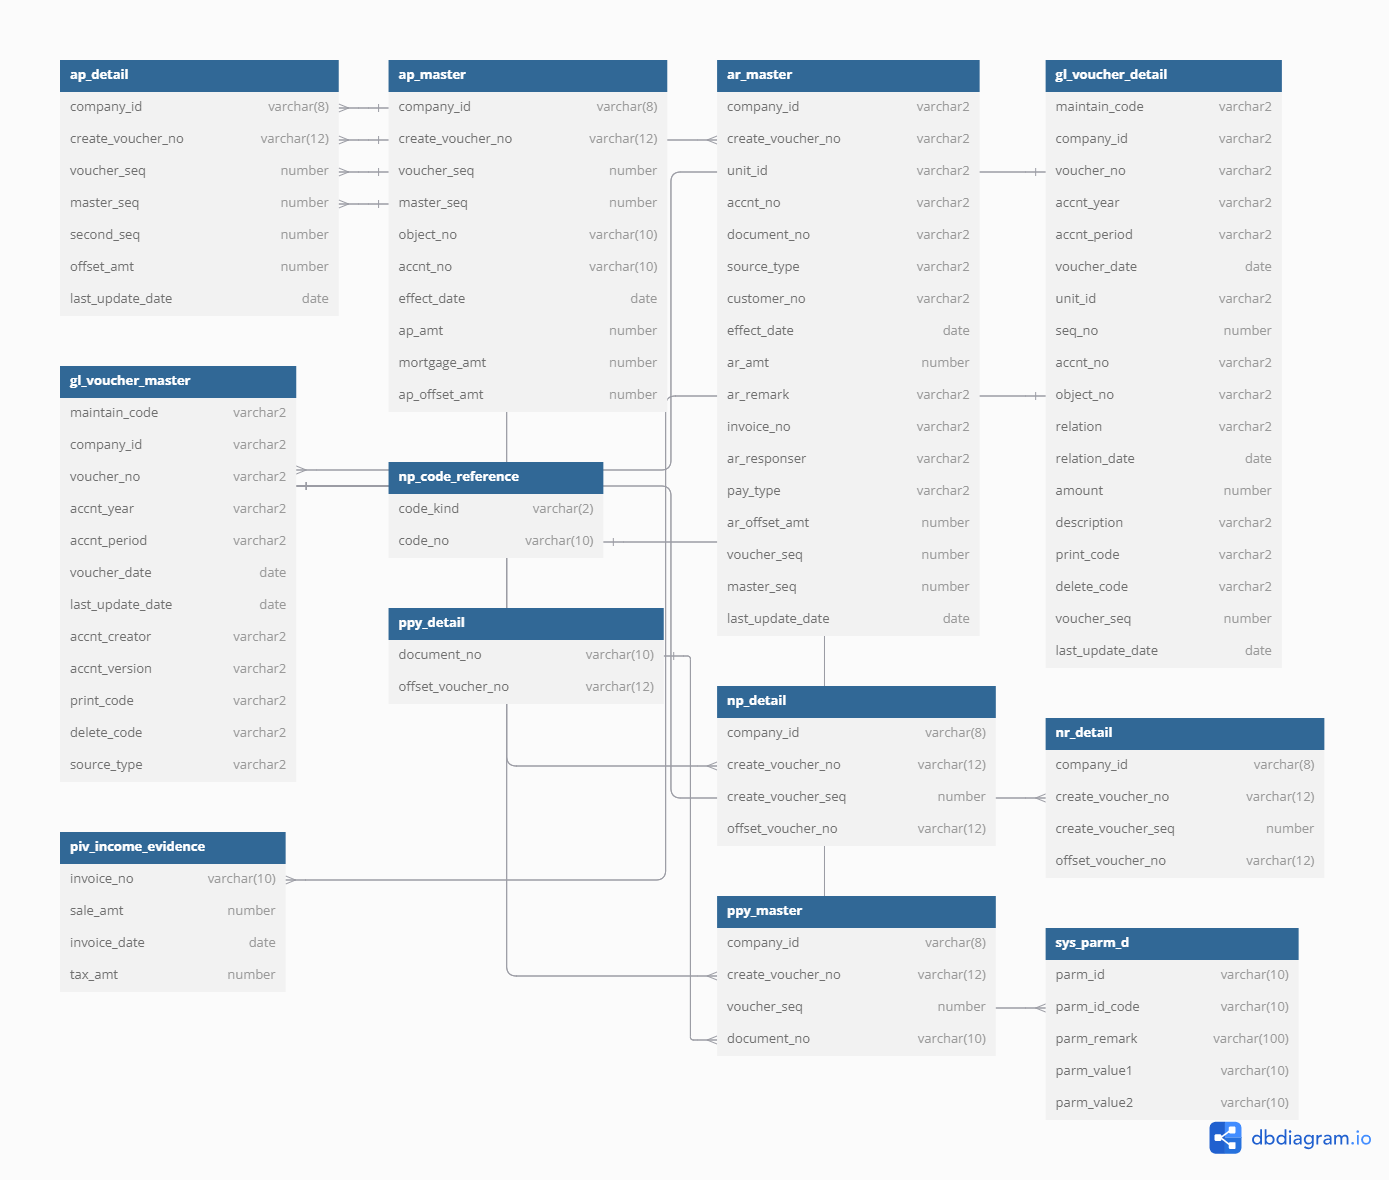 ap_detail
company_id varchar(8)
create_voucher_no varchar(12)
voucher_seq number
master_seq number
second_seq number
offset_amt number
last_update_date date
ap_master
company_id varchar(8)
create_voucher_no varchar(12)
voucher_seq number
master_seq number
object_no varchar(10)
accnt_no varchar(10)
effect_date date
ap_amt number
mortgage_amt number
ap_offset_amt number
ar_master
company_id varchar2
create_voucher_no varchar2
unit_id varchar2
accnt_no varchar2
document_no varchar2
source_type varchar2
customer_no varchar2
effect_date date
ar_amt number
ar_remark varchar2
invoice_no varchar2
ar_responser varchar2
pay_type varchar2
ar_offset_amt number
voucher_seq number
master_seq number
last_update_date date
gl_voucher_detail
maintain_code varchar2
company_id varchar2
voucher_no varchar2
accnt_year varchar2
accnt_period varchar2
voucher_date date
unit_id varchar2
seq_no number
accnt_no varchar2
object_no varchar2
relation varchar2
relation_date date
amount number
description varchar2
print_code varchar2
delete_code varchar2
voucher_seq number
last_update_date date
gl_voucher_master
maintain_code varchar2
company_id varchar2
voucher_no varchar2
accnt_year varchar2
accnt_period varchar2
voucher_date date
last_update_date date
accnt_creator varchar2
accnt_version varchar2
print_code varchar2
delete_code varchar2
source_type varchar2
np_code_reference
code_kind varchar(2)
code_no varchar(10)
ppy_detail
document_no varchar(10)
offset_voucher_no varchar(12)
np_detail
company_id varchar(8)
create_voucher_no varchar(12)
create_voucher_seq number
offset_voucher_no varchar(12)
nr_detail
company_id varchar(8)
create_voucher_no varchar(12)
create_voucher_seq number
offset_voucher_no varchar(12)
piv_income_evidence
invoice_no varchar(10)
sale_amt number
invoice_date date
tax_amt number
ppy_master
company_id varchar(8)
create_voucher_no varchar(12)
voucher_seq number
document_no varchar(10)
sys_parm_d
parm_id varchar(10)
parm_id_code varchar(10)
parm_remark varchar(100)
parm_value1 varchar(10)
parm_value2 varchar(10)
dbdiagram.io